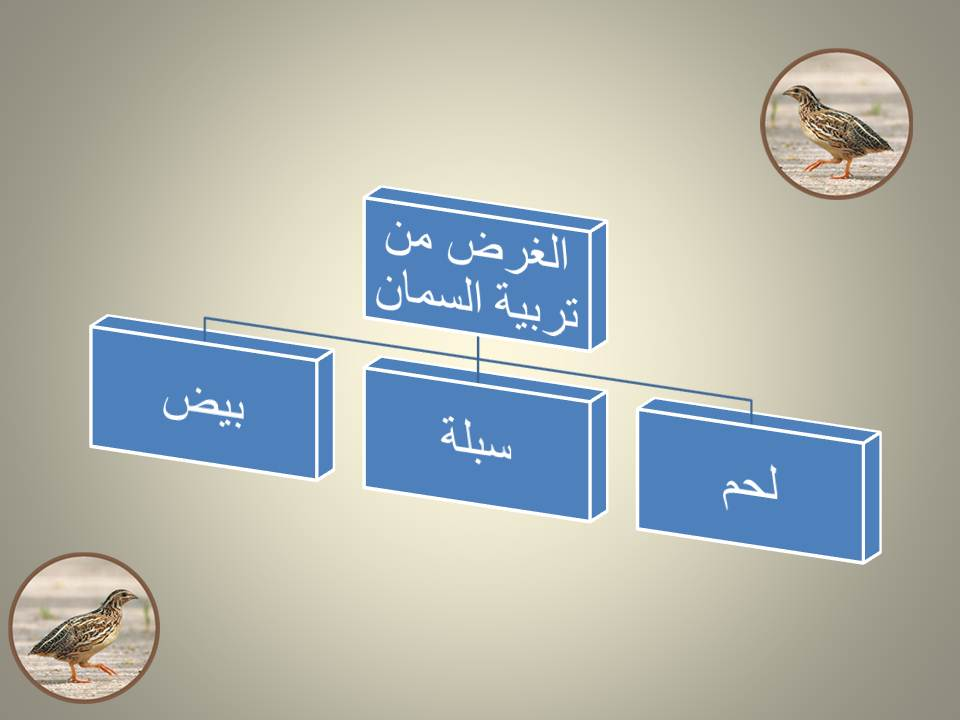 الغرض من
تربية السمان
لحم
سبلة
بيض